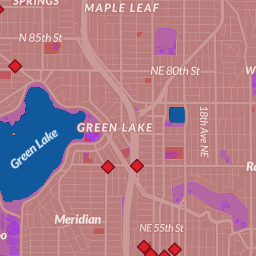 SPRINGS
MAPLE LEAF
N 85th St
NE 80th St
18th Ave NE
GREEN LAKE
Green Lake
Meridian
NE 55th St